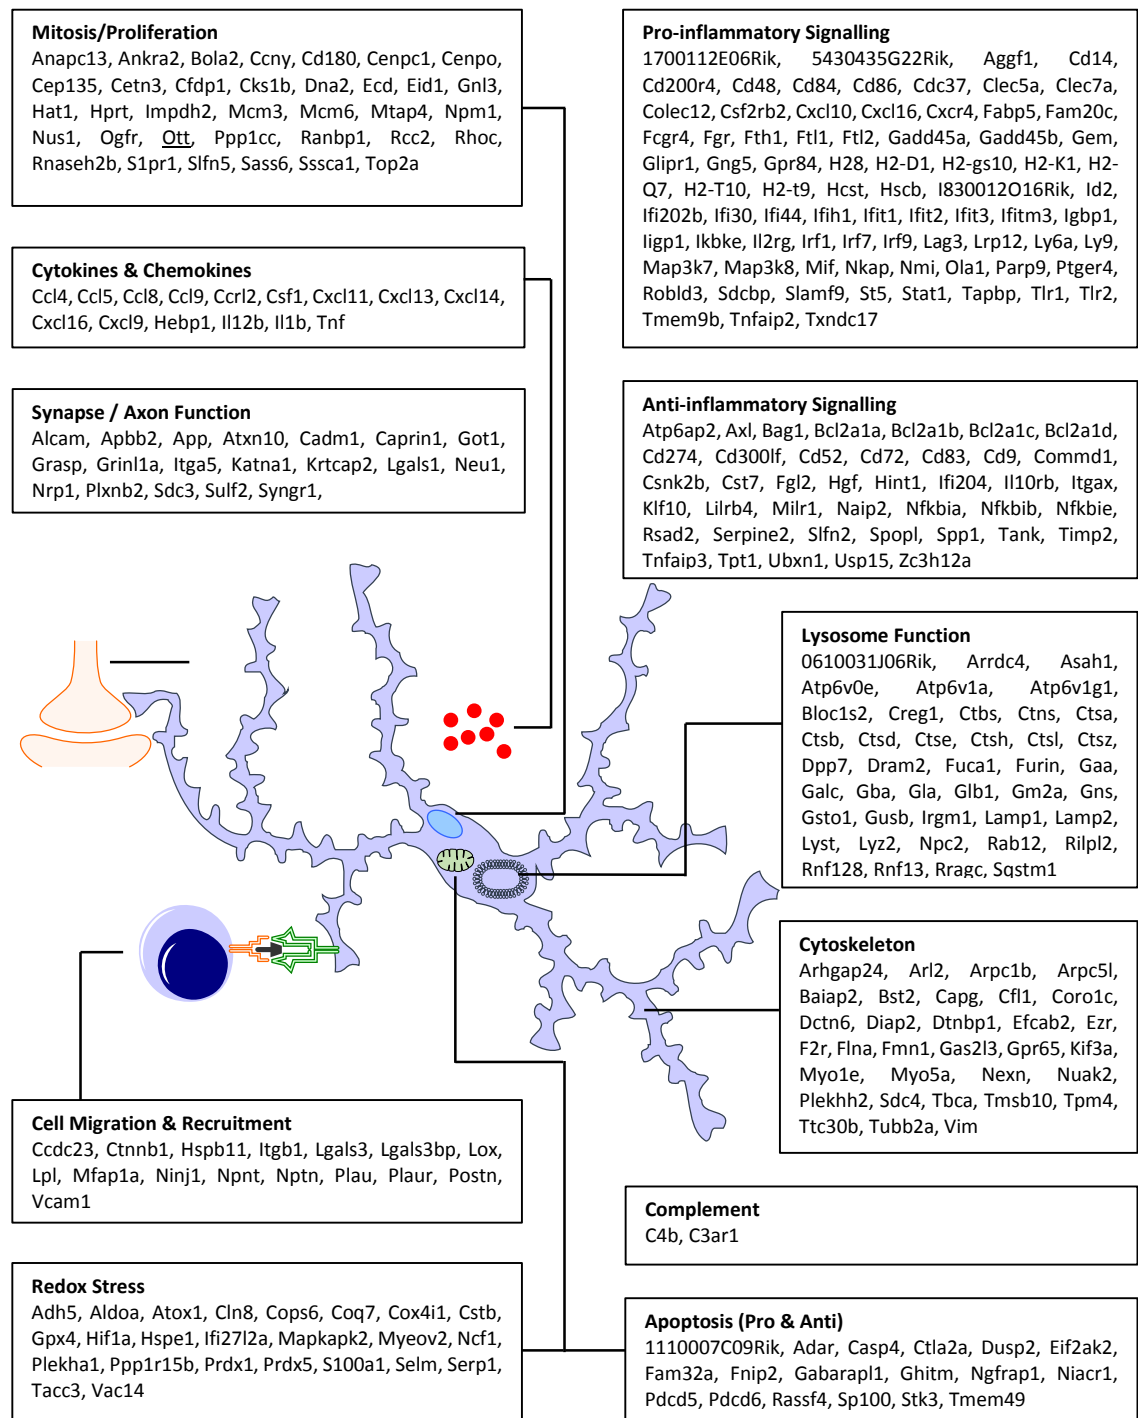 Mitosis/Proliferation
Anapc13, Ankra2, Bola2, Ccny, Cd180, Cenpc1, Cenpo,
Cep135, Cetn3, Cfdp1, Cks1b, Dna2, Ecd, Eid1, Gnl3,
Hat1, Hprt, Impdh2, Mcm3, Mcm6, Mtap4, Npm1,
Nus1, Ogfr, Ott, Ppp1cc, Ranbp1, Rcc2, Rhoc,
Rnaseh2b, S1pr1, Slfn5, Sass6, Sssca1, Top2a
Cytokines & Chemokines
Ccl4, Ccl5, Ccl8, Ccl9, Ccrl2, Csf1, Cxcl11, Cxcl13, Cxcl14,
Cxcl16, Cxcl9, Hebp1, Il12b, Il1b, Tnf
Synapse / Axon Function
Alcam, Apbb2, App, Atxn10, Cadm1, Caprin1, Got1,
Grasp, Grinl1a, Itga5, Katna1, Krtcap2, Lgals1, Neu1,
Nrp1, Plxnb2, Sdc3, Sulf2, Syngr1,
Pro-inflammatory Signalling
1700112E06Rik, 5430435G22Rik, Aggf1, Cd14,
Cd200r4, Cd48, Cd84, Cd86, Cdc37, Clec5a, Clec7a,
Colec12, Csf2rb2, Cxcl10, Cxcl16, Cxcr4, Fabp5, Fam20c,
Fcgr4, Fgr, Fth1, Ftl1, Ftl2, Gadd45a, Gadd45b, Gem,
Glipr1, Gng5, Gpr84, H28, H2-D1, H2-gs10, H2-K1, H2-
Q7, H2-T10, H2-t9, Hcst, Hscb, I830012O16Rik, Id2,
Ifi202b, Ifi30, Ifi44, Ifih1, Ifit1, Ifit2, Ifit3, Ifitm3, Igbp1,
Iigp1, Ikbke, Il2rg, Irf1, Irf7, Irf9, Lag3, Lrp12, Ly6a, Ly9,
Map3k7, Map3k8, Mif, Nkap, Nmi, Ola1, Parp9, Ptger4,
Robld3, Sdcbp, Slamf9, St5, Stat1, Tapbp, Tlr1, Tlr2,
Tmem9b, Tnfaip2, Txndc17
Anti-inflammatory Signalling
Atp6ap2, Axl, Bag1, Bcl2a1a, Bcl2a1b, Bcl2a1c, Bcl2a1d,
Cd274, Cd300lf, Cd52, Cd72, Cd83, Cd9, Commd1,
Csnk2b, Cst7, Fgl2, Hgf, Hint1, Ifi204, Il10rb, Itgax,
Klf10, Lilrb4, Milr1, Naip2, Nfkbia, Nfkbib, Nfkbie,
Rsad2, Serpine2, Slfn2, Spopl, Spp1, Tank, Timp2,
Tnfaip3, Tpt1, Ubxn1, Usp15, Zc3h12a
Lysosome Function
0610031J06Rik, Arrdc4, Asah1,
Atp6v0e, Atp6v1a, Atp6v1g1,
Bloc1s2, Creg1, Ctbs, Ctns, Ctsa,
Ctsb, Ctsd, Ctse, Ctsh, Ctsl, Ctsz,
Dpp7, Dram2, Fuca1, Furin, Gaa,
Galc, Gba, Gla, Glb1, Gm2a, Gns,
Gsto1, Gusb, Irgm1, Lamp1, Lamp2,
Lyst, Lyz2, Npc2, Rab12, Rilpl2,
Rnf128, Rnf13, Rragc, Sqstm1
Cytoskeleton
Arhgap24, Arl2, Arpc1b, Arpc5l,
Baiap2, Bst2, Capg, Cfl1, Coro1c,
Dctn6, Diap2, Dtnbp1, Efcab2, Ezr,
F2r, Flna, Fmn1, Gas2l3, Gpr65, Kif3a,
Myo1e, Myo5a, Nexn, Nuak2,
Plekhh2, Sdc4, Tbca, Tmsb10, Tpm4,
Ttc30b, Tubb2a, Vim
Cell Migration & Recruitment
Ccdc23, Ctnnb1, Hspb11, Itgb1, Lgals3, Lgals3bp, Lox,
Lpl, Mfap1a, Ninj1, Npnt, Nptn, Plau, Plaur, Postn,
Vcam1
Complement
C4b, C3ar1
Redox Stress
Adh5, Aldoa, Atox1, Cln8, Cops6, Coq7, Cox4i1, Cstb,
Gpx4, Hif1a, Hspe1, Ifi27l2a, Mapkapk2, Myeov2, Ncf1,
Plekha1, Ppp1r15b, Prdx1, Prdx5, S100a1, Selm, Serp1,
Tacc3, Vac14
Apoptosis (Pro & Anti)
1110007C09Rik, Adar, Casp4, Ctla2a, Dusp2, Eif2ak2,
Fam32a, Fnip2, Gabarapl1, Ghitm, Ngfrap1, Niacr1,
Pdcd5, Pdcd6, Rassf4, Sp100, Stk3, Tmem49